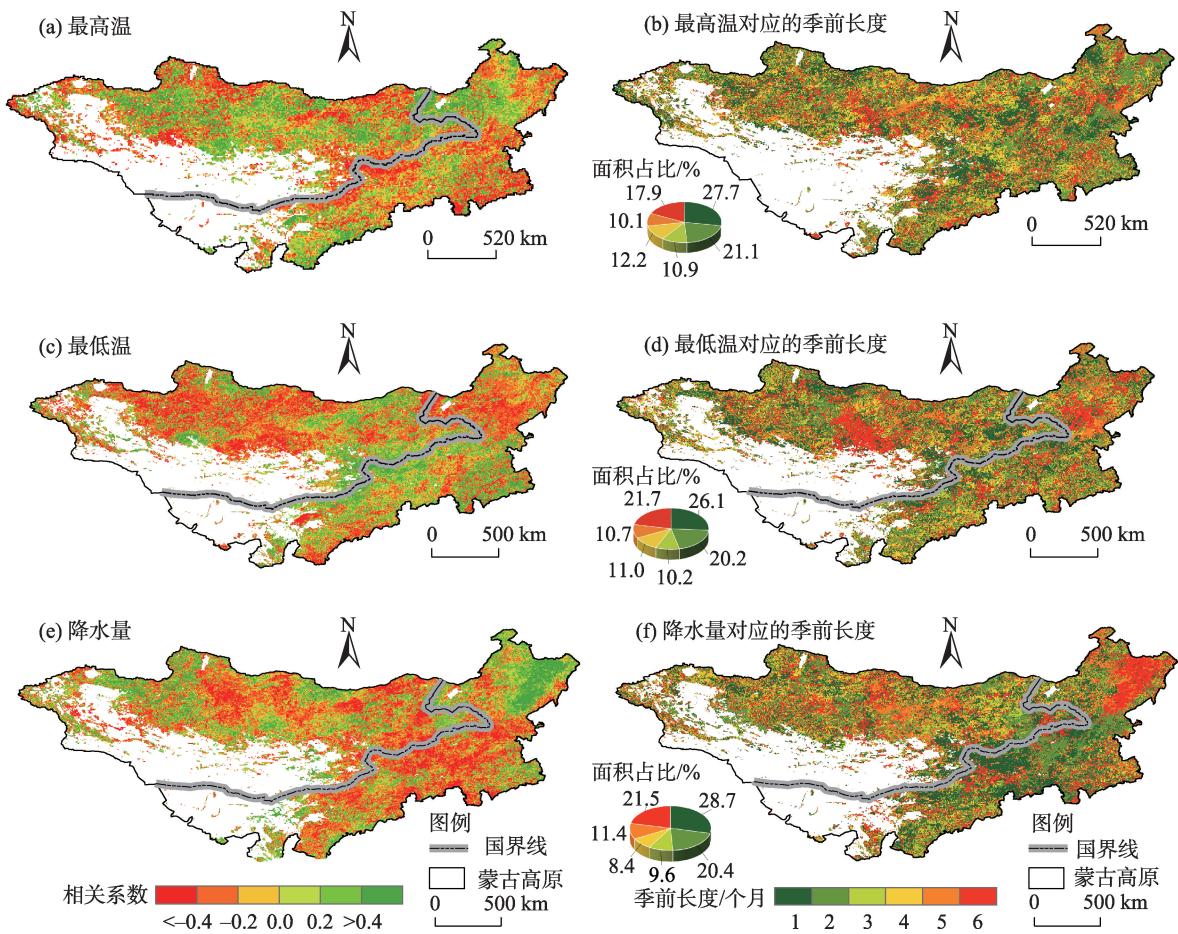 (a) 最高温
N
(b) 最高温对应的季前长度
N
面积占比/%
17.9
27.7
10.1
12.2
10.9
21.1
0 520 km
0 520 km
(c) 最低温
N
(d) 最低温对应的季前长度
N
面积占比/%
21.7
26.1
10.7
11.0
10.2
20.2
0 500 km
0 500 km
(e) 降水量
N
(f) 降水量对应的季前长度
N
面积占比/%
21.5
28.7
11.4
8.4
9.6
20.4
图例
国界线
蒙古高原
0 500 km
相关系数
<–0.4 –0.2 0.0 0.2 >0.4
图例
国界线
蒙古高原
0 500 km
季前长度/个月
1 2 3 4 5 6